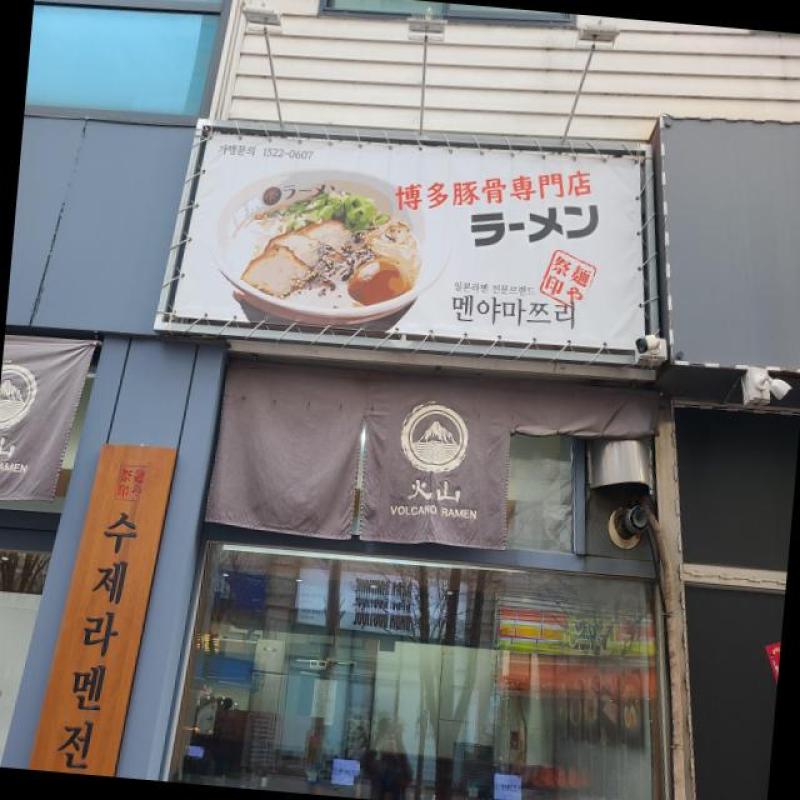 가맹문의 1522-0607
ラーメン
博多豚骨専門店
ラーメン
麺や
祭印
일본라멘 전문브랜드
멘야마쯔리
火山
VOLCANO RAMEN
山
RAMEN
麺や
祭印
수제라멘전